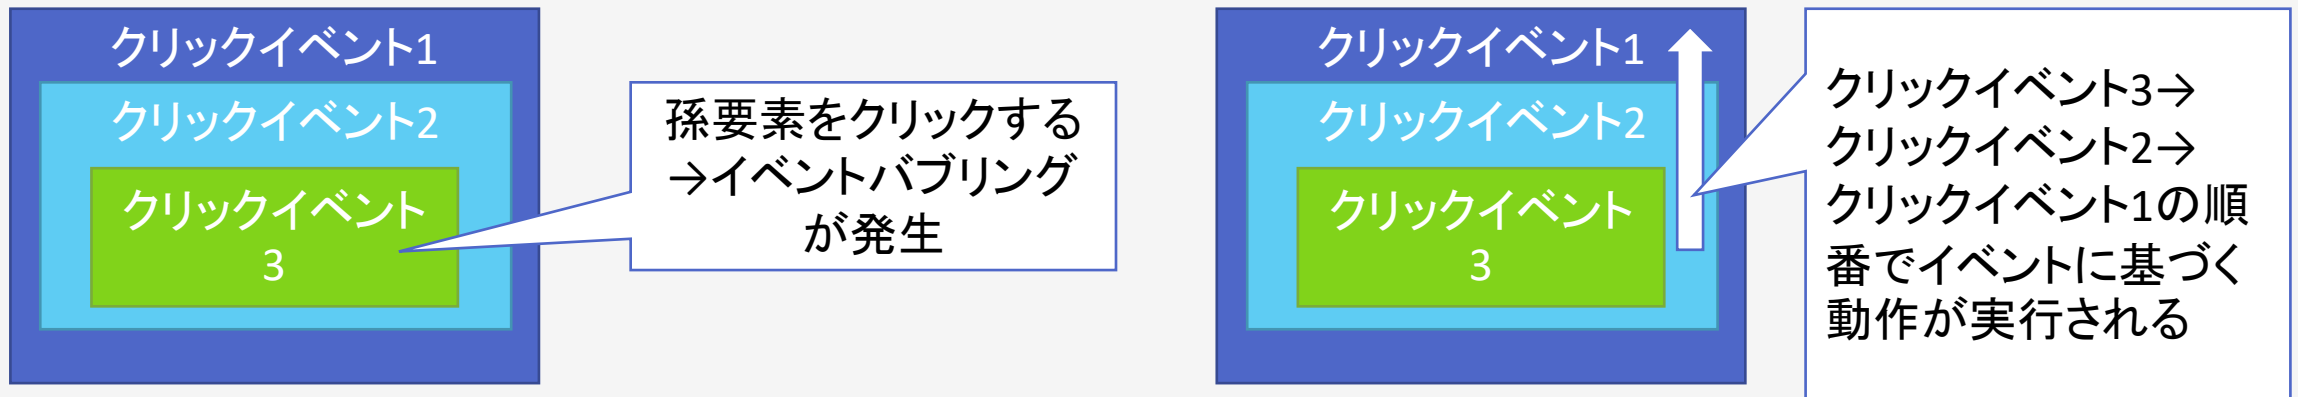 クリックイベント1
クリックイベント2
クリックイベント
3
孫要素をクリックする
→イベントバブリング
が発生
クリックイベント1
クリックイベント2
クリックイベント
3
クリックイベント3→
クリックイベント2→
クリックイベント1の順
番でイベントに基づく
動作が実行される